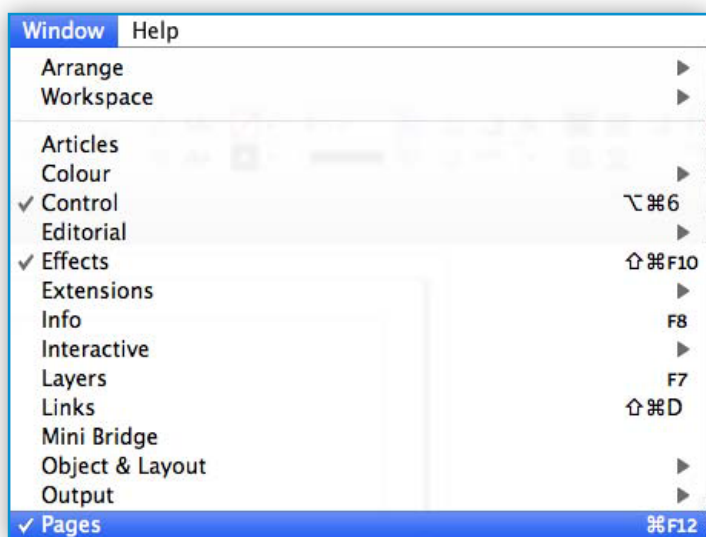 Window Help
Arrange ▶
Workspace ▶
Articles
Colour ▶
✓ Control ⌥⌘6
Editorial ▶
✓ Effects ⇧⌘F10
Extensions ▶
Info F8
Interactive ▶
Layers F7
Links ⇧⌘D
Mini Bridge
Object & Layout ▶
Output ▶
✓ Pages ⌘F12